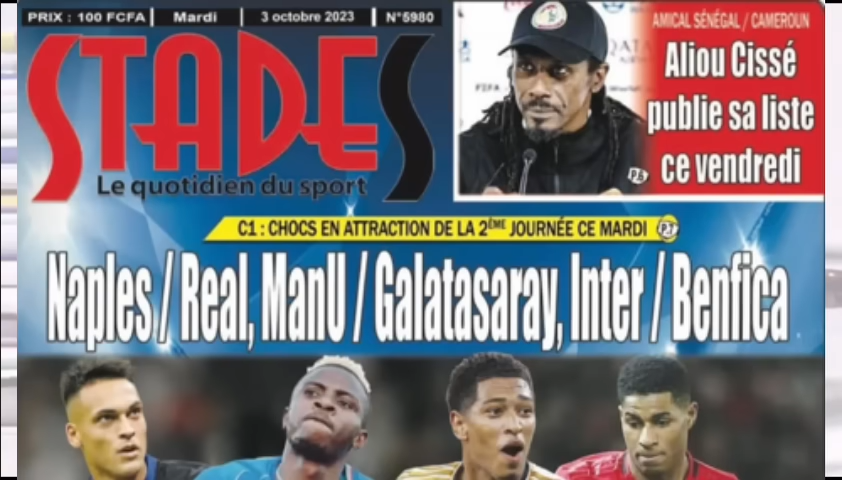 PRIX : 100 FCFA | Mardi | 3 octobre 2023 | N°5980
STADES
Le quotidien du sport
AMICAL SÉNÉGAL / CAMEROUN
Aliou Cissé
publie sa liste
ce vendredi
P.6
C1 : CHOCS EN ATTRACTION DE LA 2ÈME JOURNÉE CE MARDI P.7
Naples / Real, ManU / Galatasaray, Inter / Benfica